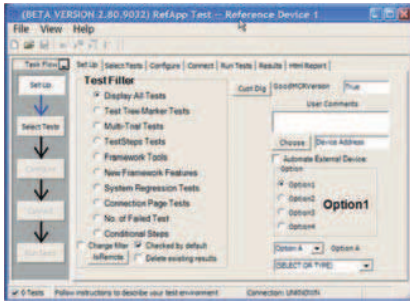 (BETA VERSION 2.80.9032) RefApp Test -- Reference Device 1
File View Help
Task Flow
Set Up Select Tests Configure Connect Run Tests Results Html Report
Set Up
Select Tests
Configure
Connect
Run Tests
Test Filter
Display All Tests
Test Tree Marker Tests
Multi-Trial Tests
TestSteps Tests
Framework Tools
New Framework Features
System Regression Tests
Connection Page Tests
No. of Failed Test
Conditional Steps
Change filter Checked by default
IsRemote Delete existing results
Cust Dlg GoodMCRVersion True
User Comments
Choose Device Address
Automate External Device
Option
Option1
Option2
Option3
Option4
Option1
Option A Option A
(SELECT OR TYPE)
0 Tests Follow instructions to describe your test environment Connection: UNKNOWN